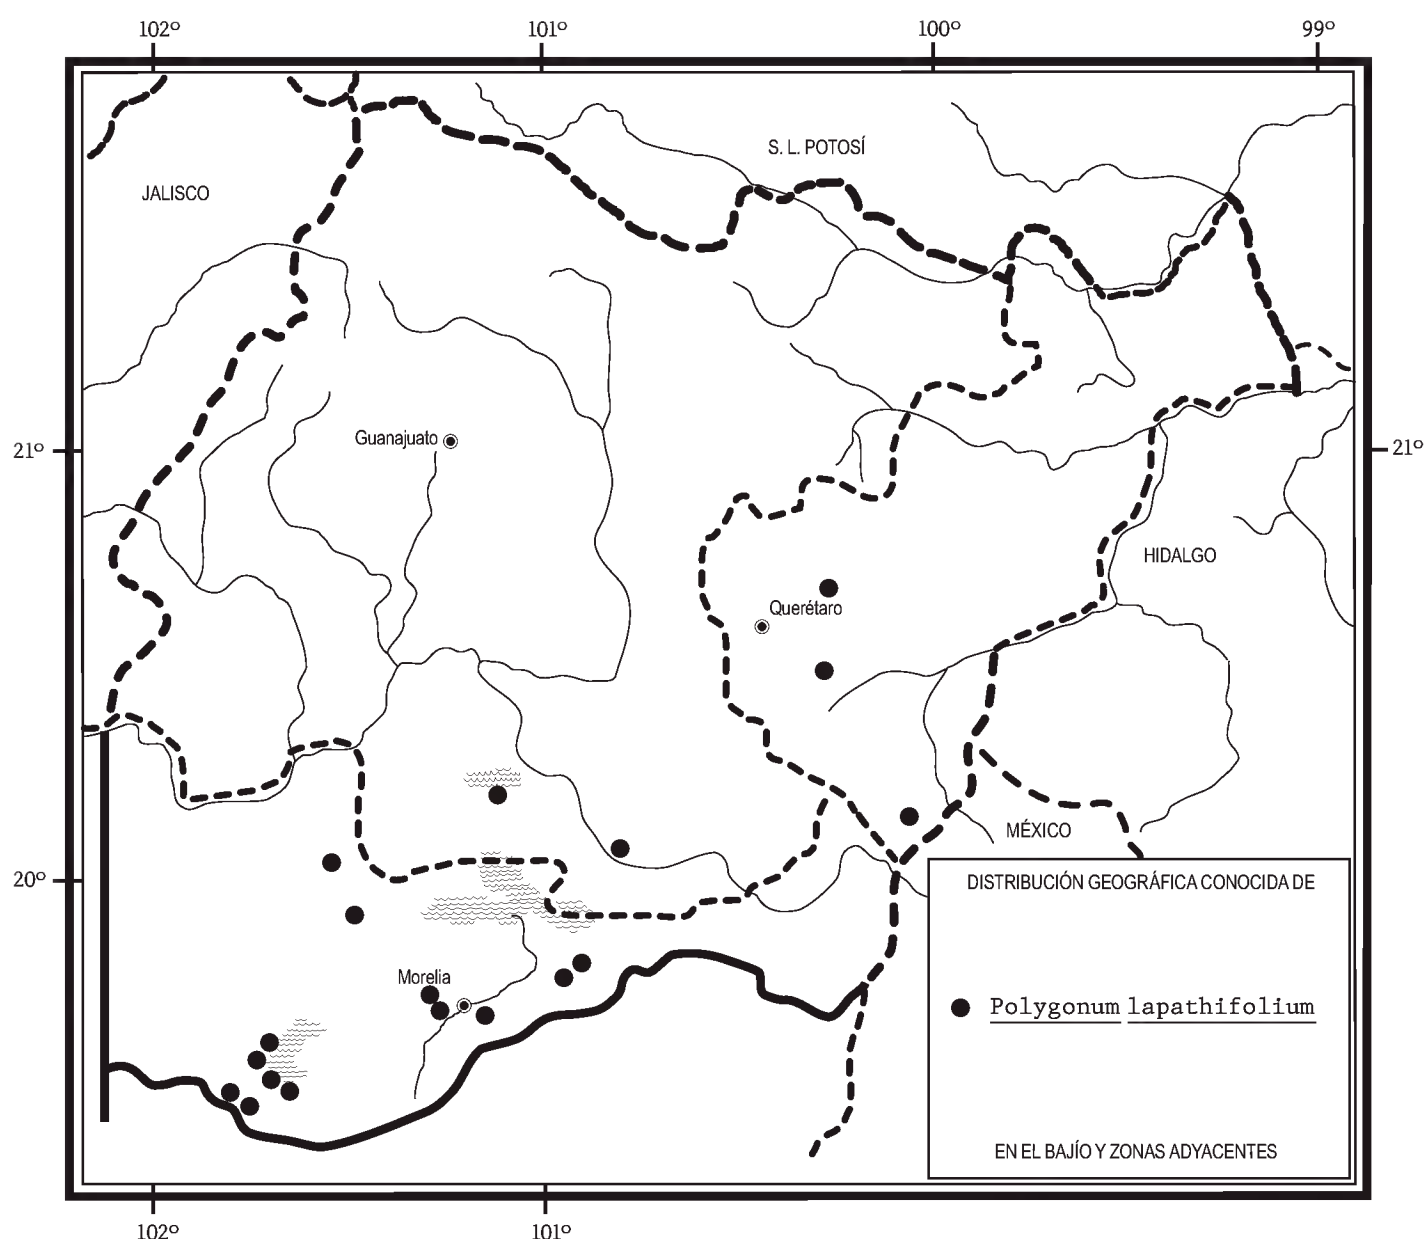 102º 101º 100º 99º
S. L. POTOSÍ
JALISCO
Guanajuato
21º 21º
HIDALGO
Querétaro
MÉXICO
20º
DISTRIBUCIÓN GEOGRÁFICA CONOCIDA DE
Morelia
Polygonum lapathifolium
EN EL BAJÍO Y ZONAS ADYACENTES
102º 101º